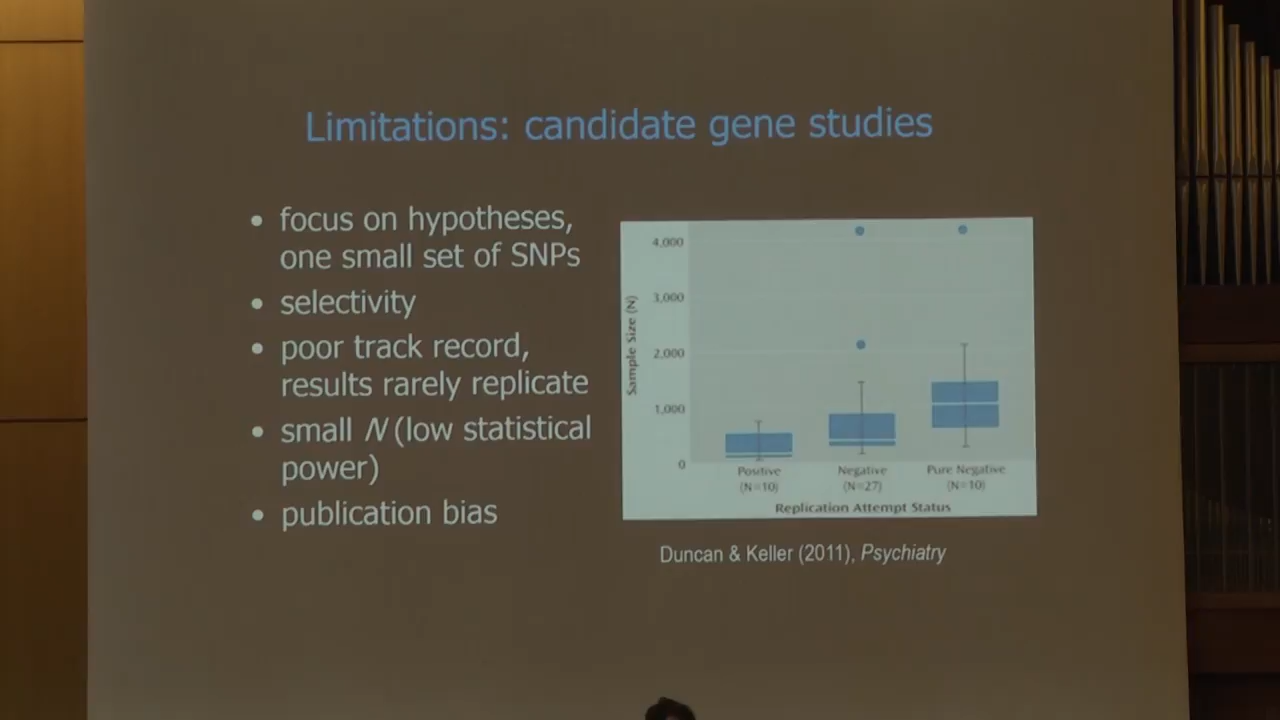 Limitations: candidate gene studies
• focus on hypotheses,
one small set of SNPs
• selectivity
• poor track record,
results rarely replicate
• small N (low statistical
power)
• publication bias
Sample Size (N)
4,000
3,000
2,000
1,000
0
Positive
(N=10)
Negative
(N=27)
Pure Negative
(N=10)
Replication Attempt Status
Duncan & Keller (2011), Psychiatry